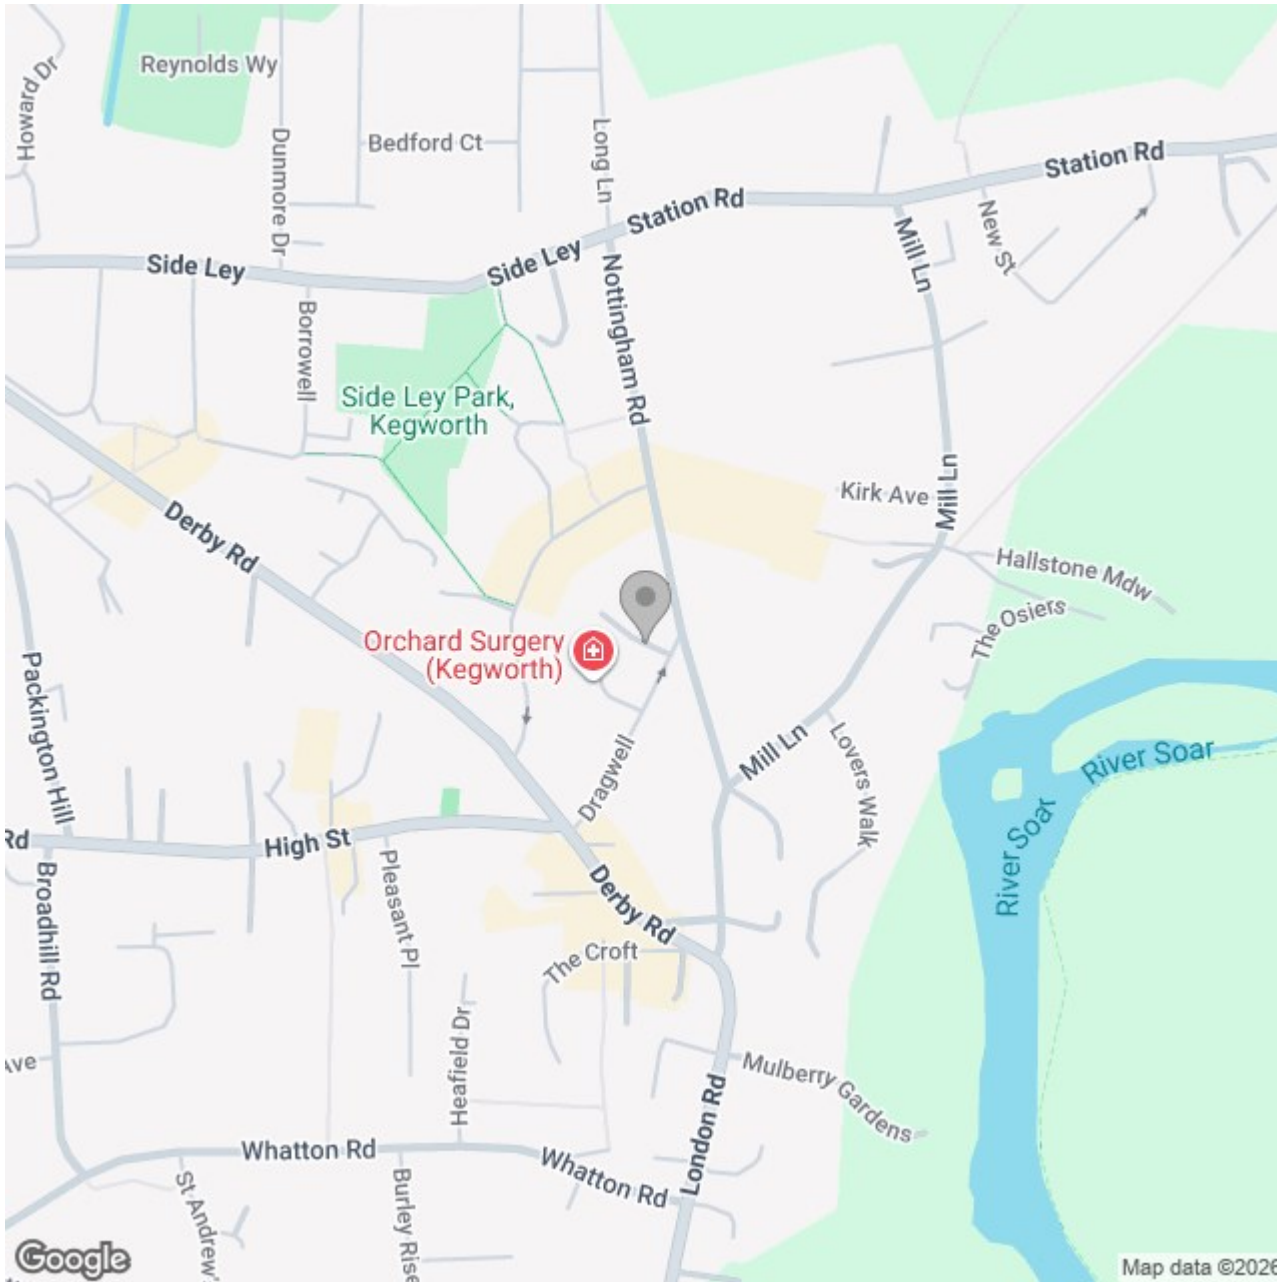 Reynolds Wy
Howard Dr
Dunmore Dr
Bedford Ct
Long Ln
Station Rd
Station Rd
New St
Mill Ln
Side Ley
Side Ley
Nottingham Rd
Borrowell
Side Ley Park,
Kegworth
Kirk Ave
Mill Ln
Derby Rd
Hallstone Mdw
The Osiers
Orchard Surgery
(Kegworth)
Packington Hill
Dragwell
Mill Ln
Lovers Walk
River Soar
River Soar
Rd
High St
Pleasant Pl
Broadhill Rd
Derby Rd
The Croft
Heafield Dr
Mulberry Gardens
London Rd
Whatton Rd
Whatton Rd
St Andrew's
Burley Rise
Google
Map data ©2026